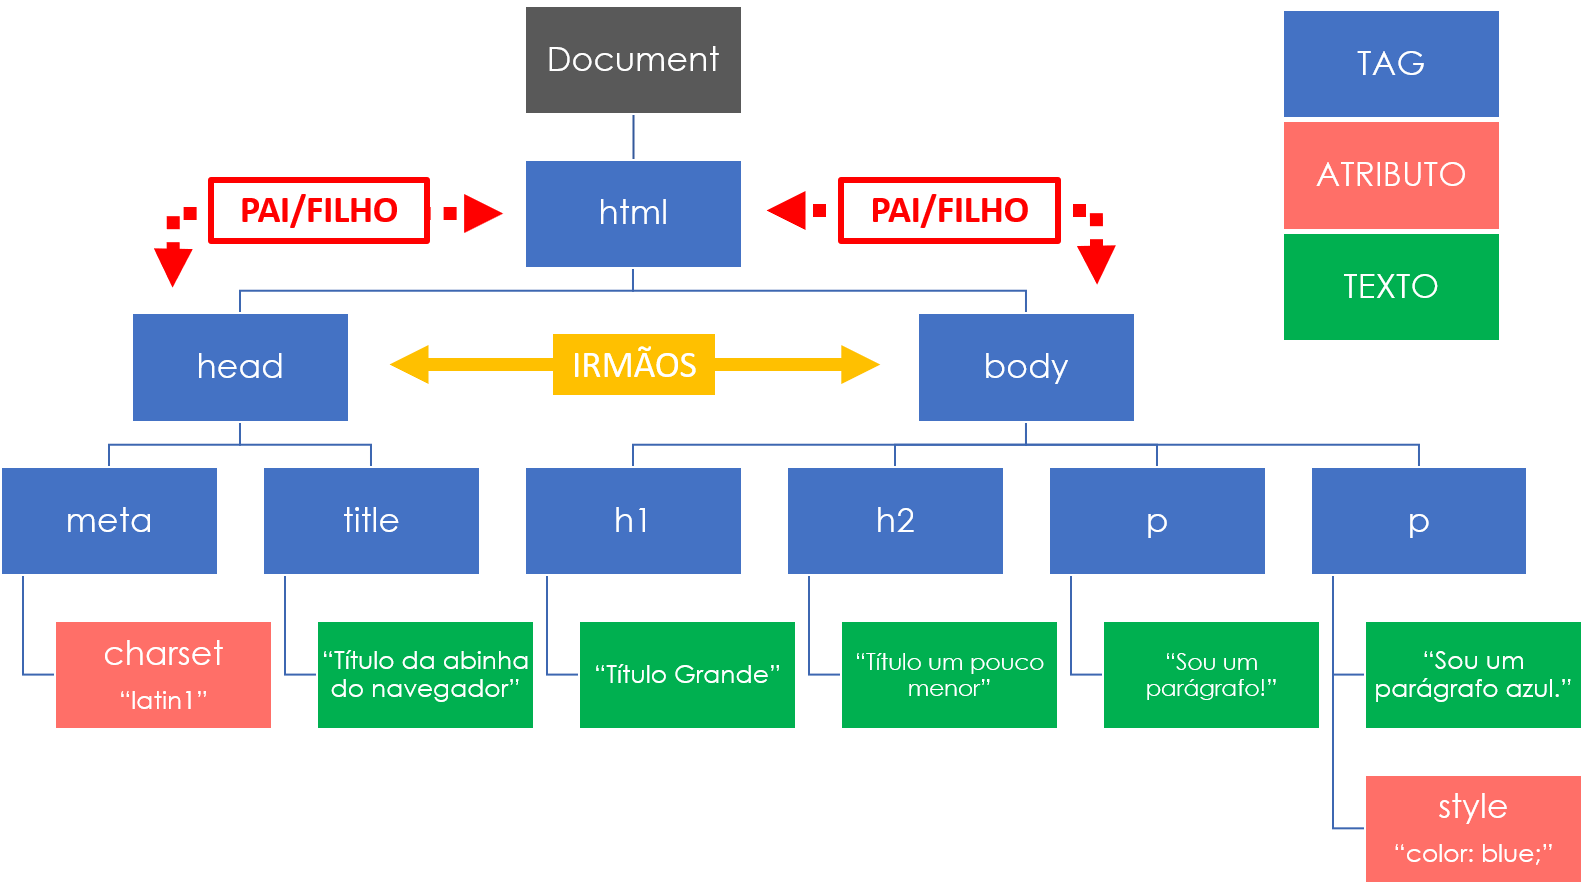 Document
TAG
ATRIBUTO
TEXTO
PAI/FILHO
html
PAI/FILHO
head
IRMÃOS
body
meta
title
h1
h2
p
p
charset
“latin1”
“Título da abinha
do navegador”
“Título Grande”
“Título um pouco
menor”
“Sou um
parágrafo!”
“Sou um
parágrafo azul.”
style
“color: blue;”